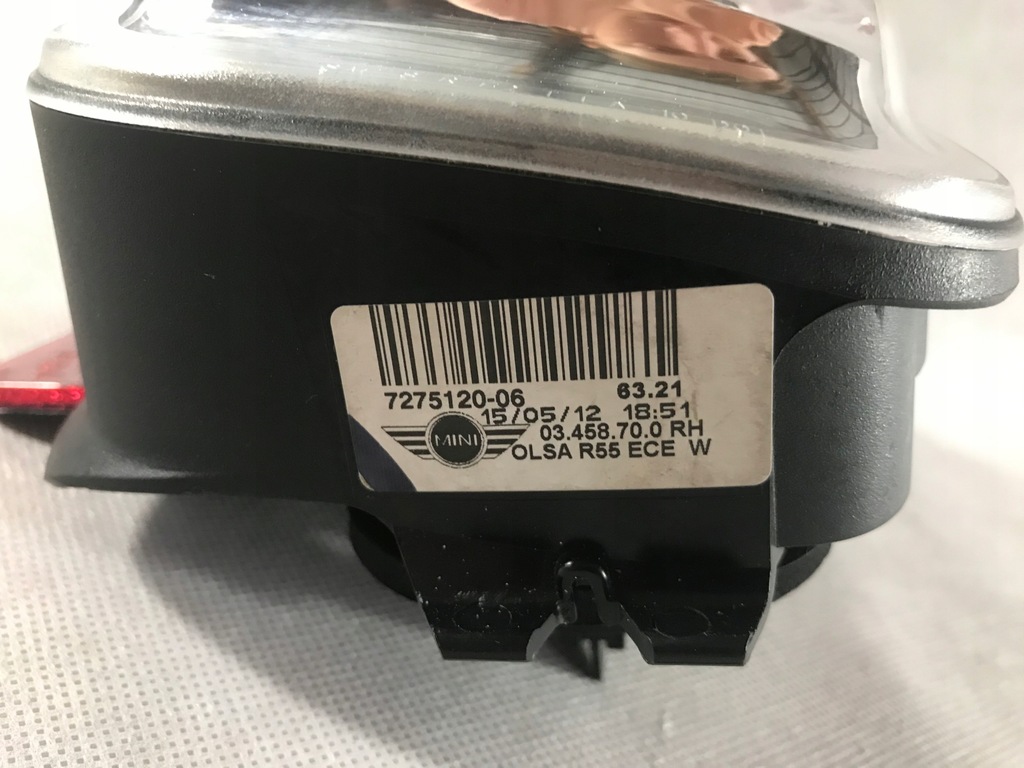 7275120-06 63.21
15/05/12 18:51
MINI 03.458.70.0 RH
OLSA R55 ECE W